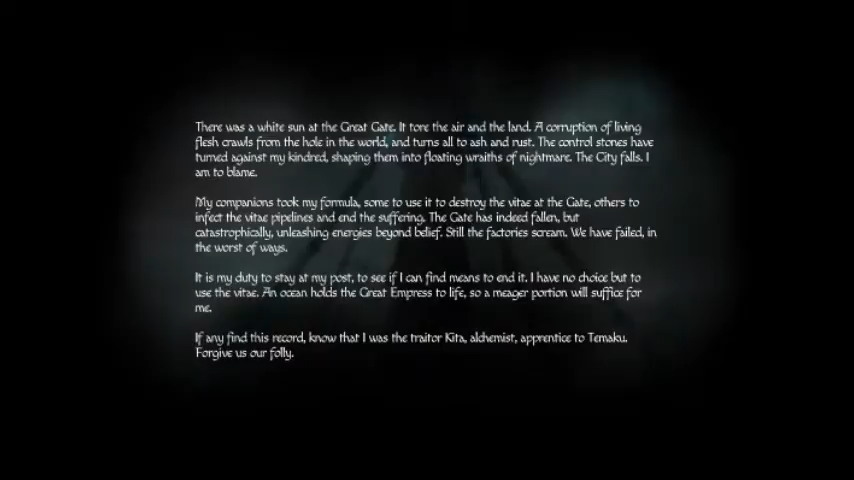 There was a white sun at the Great Gate. It tore the air and the land. A corruption of living
flesh crawls from the hole in the world, and turns all to ash and rust. The control stones have
turned against my kindred, shaping them into floating wraiths of nightmare. The City falls. I
am to blame.
My companions took my formula, some to use it to destroy the vitae at the Gate, others to
infect the vitae pipelines and end the suffering. The Gate has indeed fallen, but
catastrophically, unleashing energies beyond belief. Still the factories scream. We have failed, in
the worst of ways.
It is my duty to stay at my post, to see if I can find means to end it. I have no choice but to
use the vitae. An ocean holds the Great Empress to life, so a meager portion will suffice for
me.
If any find this record, know that I was the traitor Kita, alchemist, apprentice to Temaku.
Forgive us our folly.